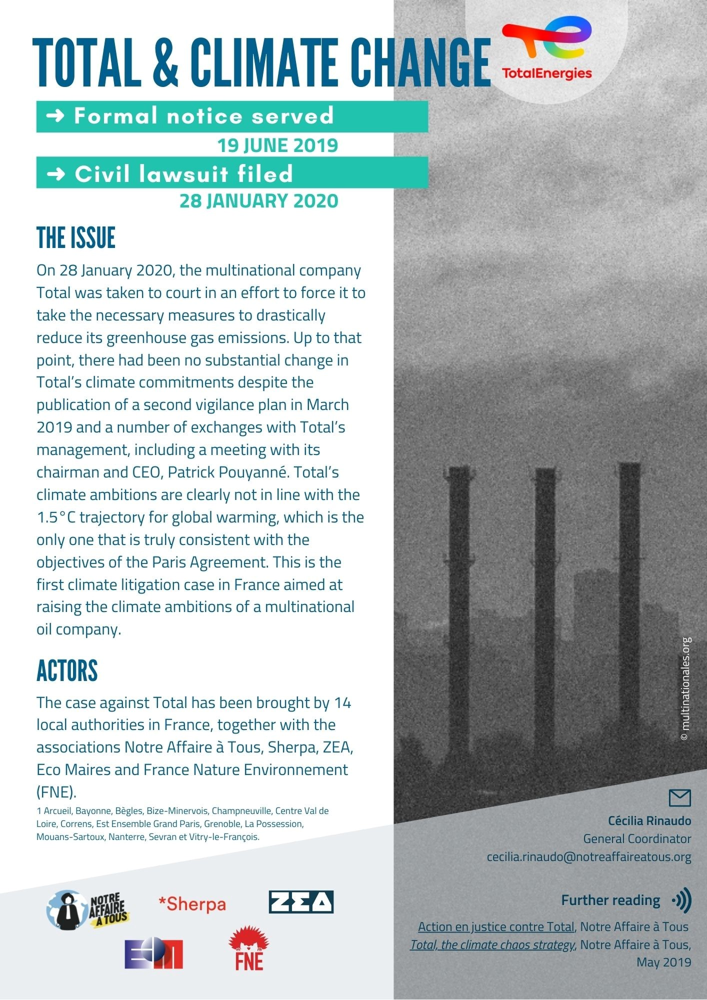 TOTAL & CLIMATE CHANGE
TotalEnergies
➜ Formal notice served
19 JUNE 2019
➜ Civil lawsuit filed
28 JANUARY 2020
THE ISSUE
On 28 January 2020, the multinational company
Total was taken to court in an effort to force it to
take the necessary measures to drastically
reduce its greenhouse gas emissions. Up to that
point, there had been no substantial change in
Total’s climate commitments despite the
publication of a second vigilance plan in March
2019 and a number of exchanges with Total’s
management, including a meeting with its
chairman and CEO, Patrick Pouyanné. Total’s
climate ambitions are clearly not in line with the
1.5°C trajectory for global warming, which is the
only one that is truly consistent with the
objectives of the Paris Agreement. This is the
first climate litigation case in France aimed at
raising the climate ambitions of a multinational
oil company.
ACTORS
The case against Total has been brought by 14
local authorities in France, together with the
associations Notre Affaire à Tous, Sherpa, ZEA,
Eco Maires and France Nature Environnement
(FNE).
1 Arcueil, Bayonne, Bègles, Bize-Minervois, Champneuville, Centre Val de
Loire, Correns, Est Ensemble Grand Paris, Grenoble, La Possession,
Mouans-Sartoux, Nanterre, Sevran et Vitry-le-François.
NOTRE
AFFAIRE
À TOUS
*Sherpa
ZEA
FNE
© multinationales.org
Cécilia Rinaudo
General Coordinator
cecilia.rinaudo@notreaffaireatous.org
Further reading
Action en justice contre Total, Notre Affaire à Tous
Total, the climate chaos strategy, Notre Affaire à Tous,
May 2019